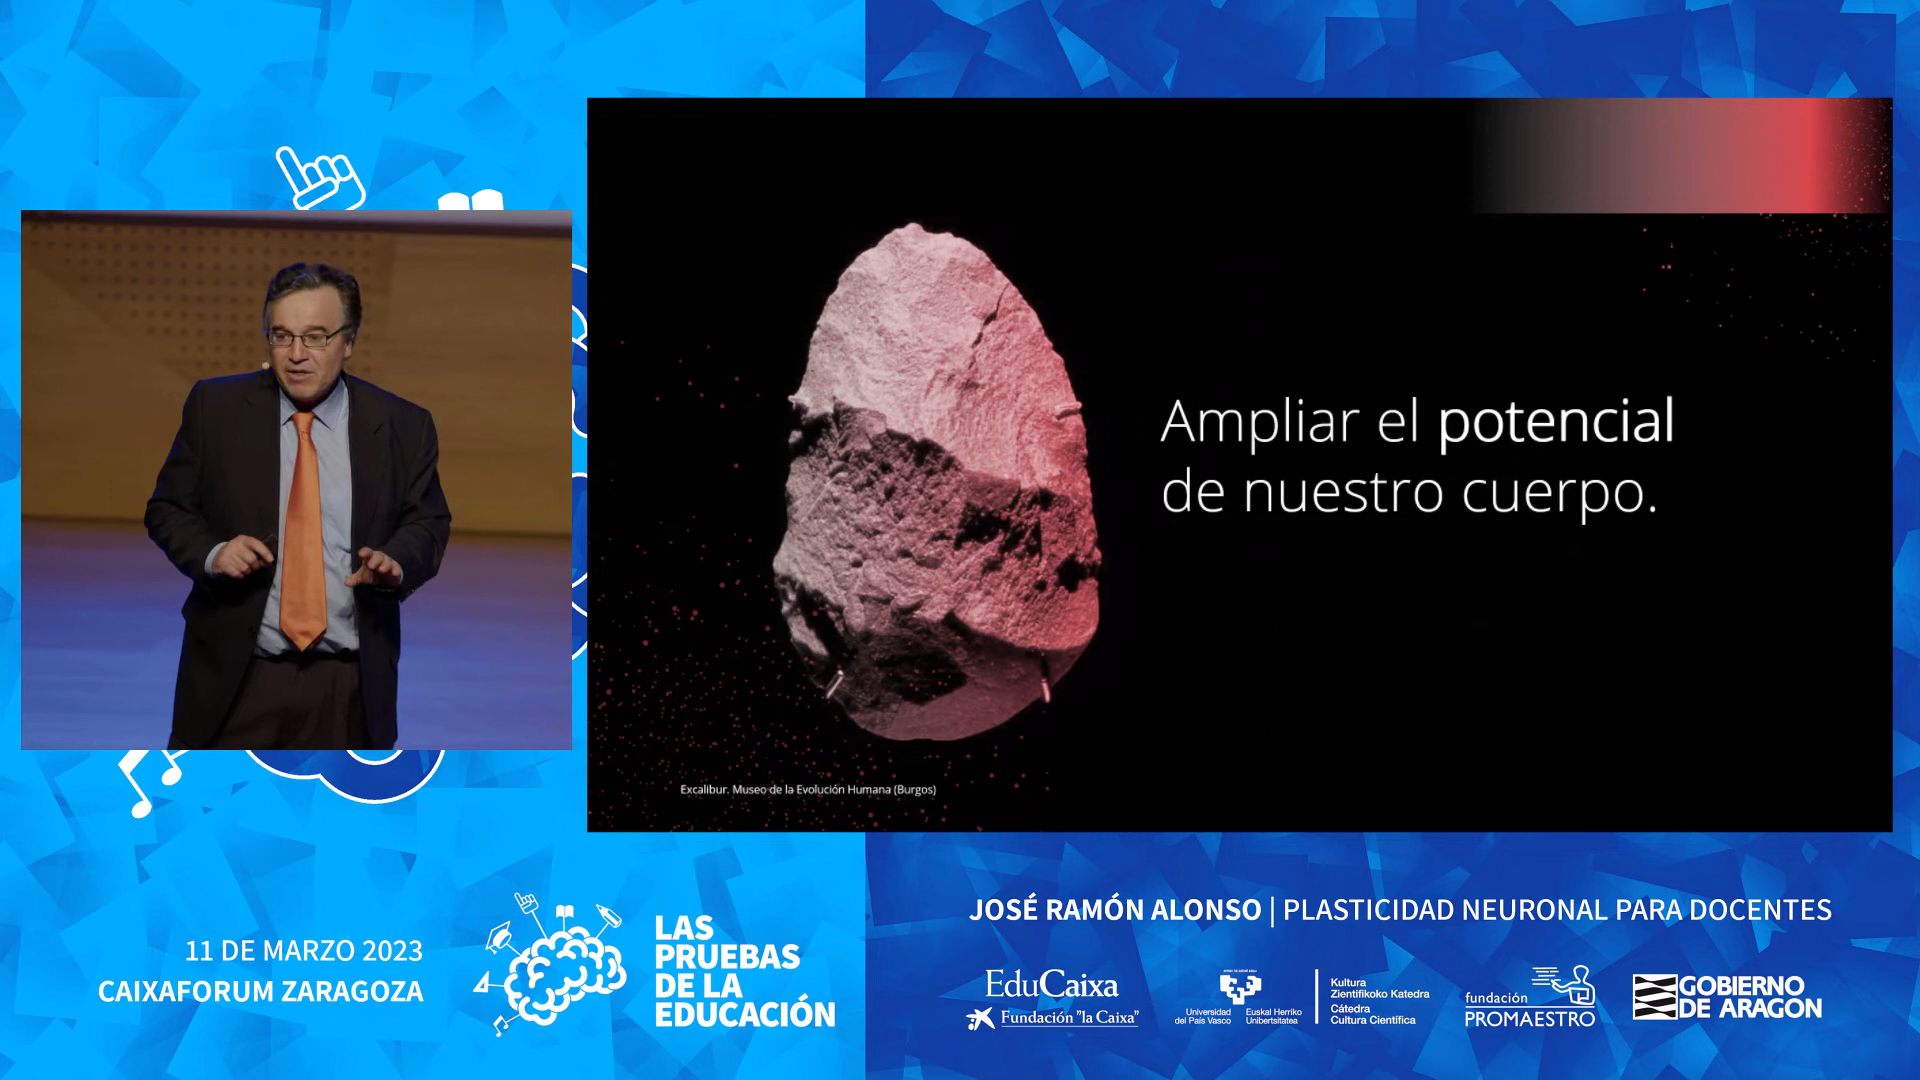 Ampliar el potencial
de nuestro cuerpo.
Excalibur. Museo de la Evolución Humana (Burgos)
JOSÉ RAMÓN ALONSO | PLASTICIDAD NEURONAL PARA DOCENTES
11 DE MARZO 2023
CAIXAFORUM ZARAGOZA
LAS
PRUEBAS
DE LA
EDUCACIÓN
EduCaixa
Fundación "la Caixa"
Universidad
del País Vasco
Euskal Herriko
Unibertsitatea
Kultura
Zientifikoko Katedra
Cátedra
Cultura Científica
fundación
PROMAESTRO
GOBIERNO
DE ARAGON